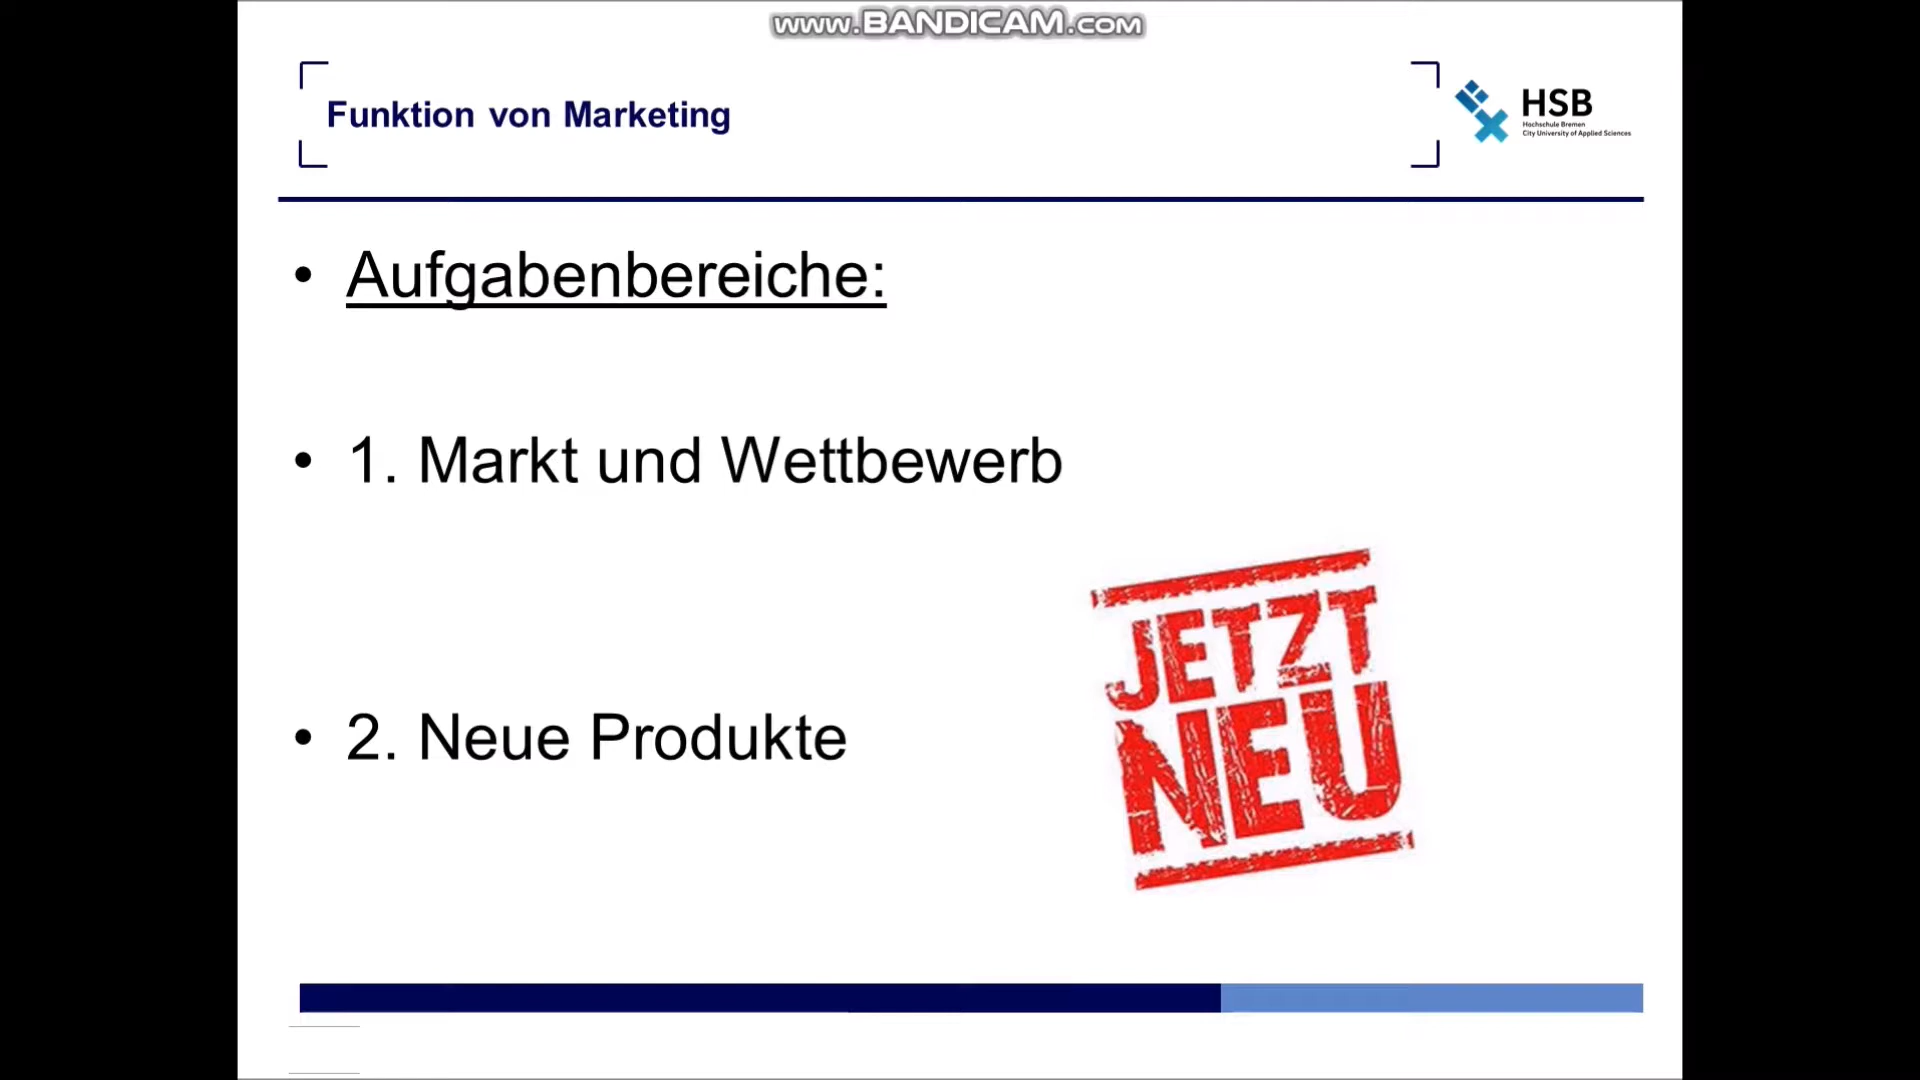 www.BANDICAM.com
Funktion von Marketing
HSB
Hochschule Bremen
City University of Applied Sciences
• Aufgabenbereiche:
• 1. Markt und Wettbewerb
JETZT
NEU
• 2. Neue Produkte